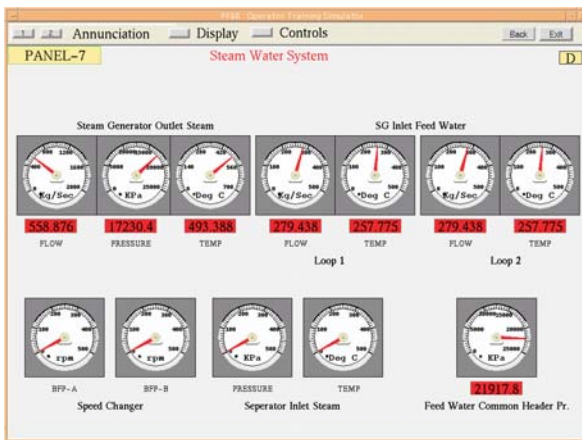 PFBR Operator Training Simulator
1 2 Annunciation Display Controls Back Exit
PANEL-7 Steam Water System D
Steam Generator Outlet Steam SG Inlet Feed Water
Kg/Sec KPa *Deg C Kg/Sec *Deg C Kg/Sec *Deg C
558.876 17230.4 493.388 279.438 257.775 279.438 257.775
FLOW PRESSURE TEMP FLOW TEMP FLOW TEMP
Loop 1 Loop 2
rpm rpm KPa *Deg C KPa
21917.8
BFP-A BFP-B PRESSURE TEMP
Speed Changer Seperator Inlet Steam Feed Water Common Header Pr.